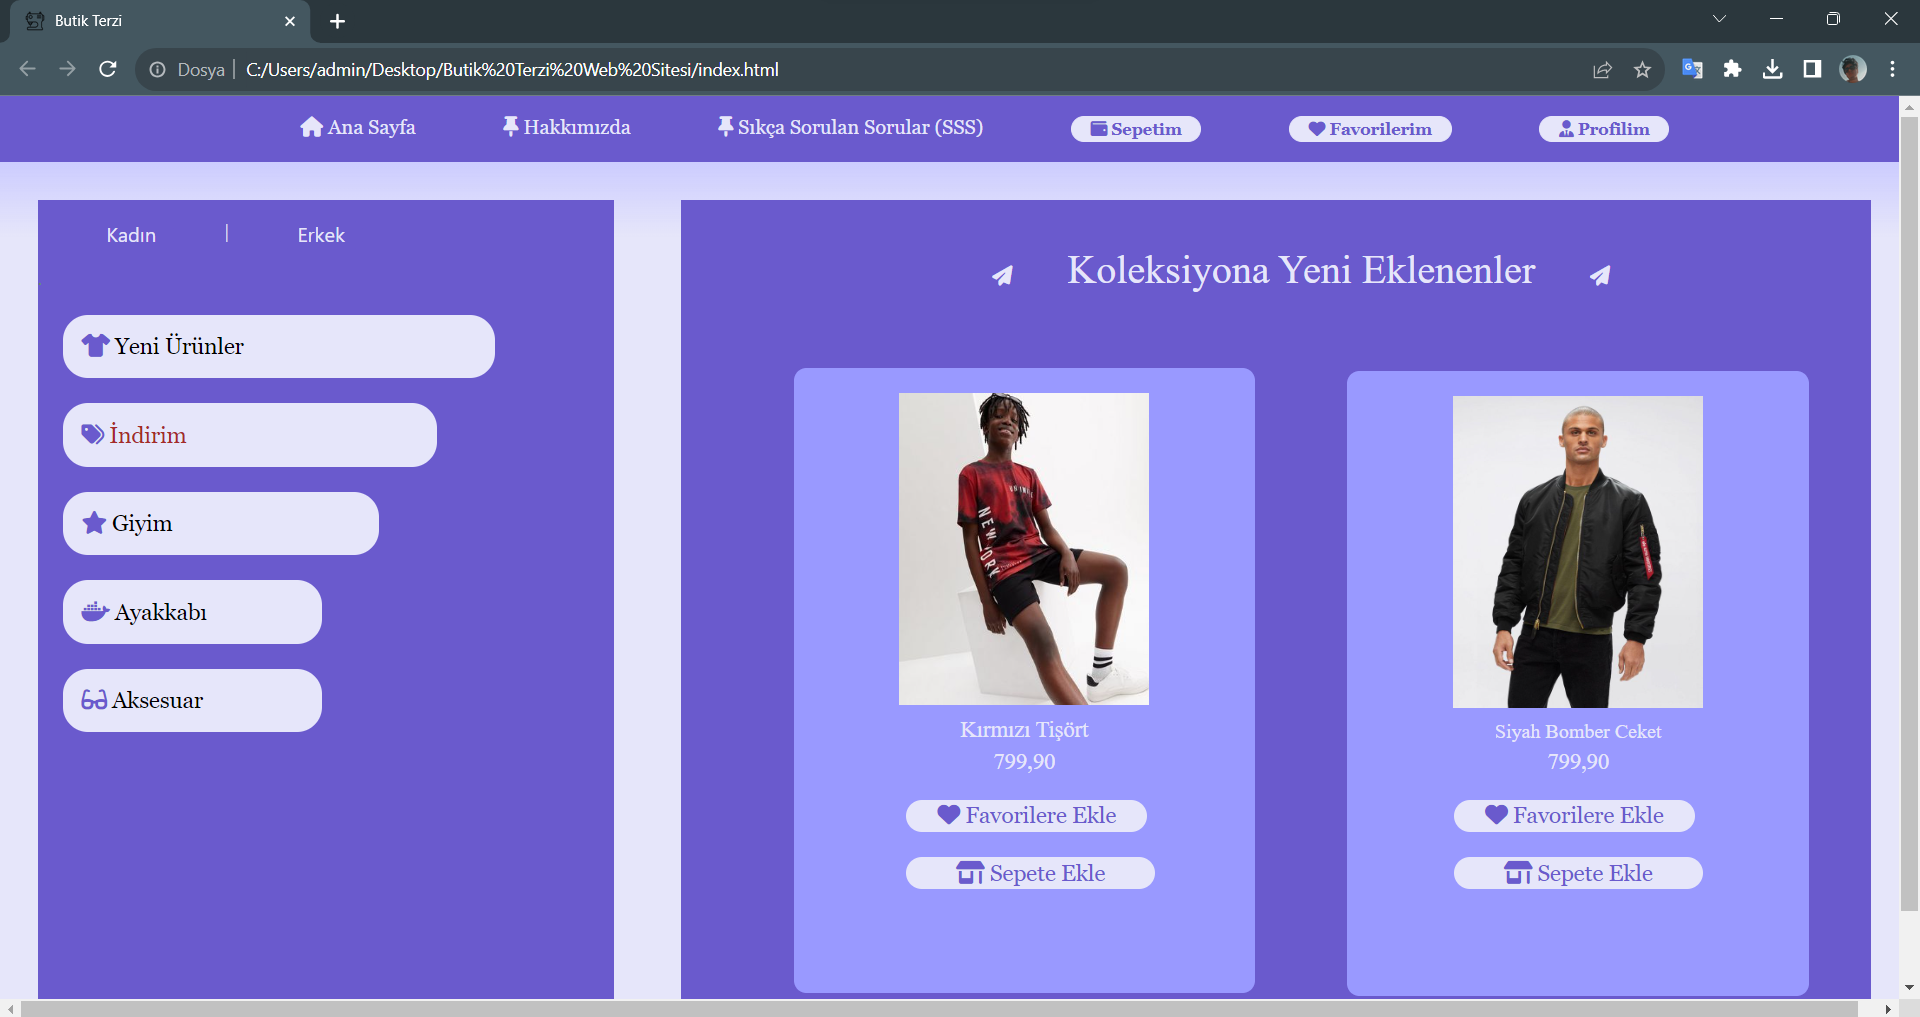 Butik Terzi
Dosya | C:/Users/admin/Desktop/Butik%20Terzi%20Web%20Sitesi/index.html
Ana Sayfa
Hakkımızda
Sıkça Sorulan Sorular (SSS)
Sepetim
Favorilerim
Profilim
Kadın | Erkek
Yeni Ürünler
İndirim
Giyim
Ayakkabı
Aksesuar
Koleksiyona Yeni Eklenenler
NEW YORK
Kırmızı Tişört
799,90
Favorilere Ekle
Sepete Ekle
Siyah Bomber Ceket
799,90
Favorilere Ekle
Sepete Ekle